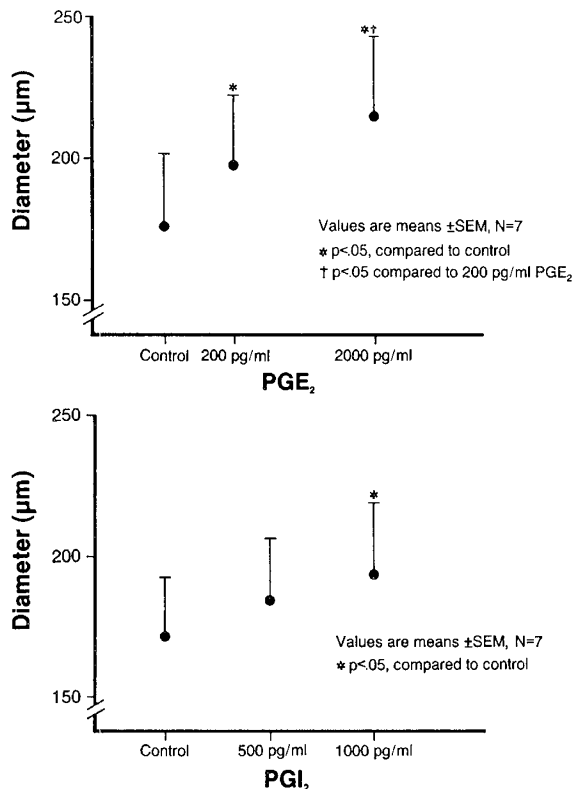 250
*†
*
200
150
Diameter (µm)
Values are means ±SEM, N=7
* p<.05, compared to control
† p<.05 compared to 200 pg/ml PGE₂
Control 200 pg/ml 2000 pg/ml
PGE₂
250
*
200
150
Diameter (µm)
Values are means ±SEM, N=7
* p<.05, compared to control
Control 500 pg/ml 1000 pg/ml
PGI₂